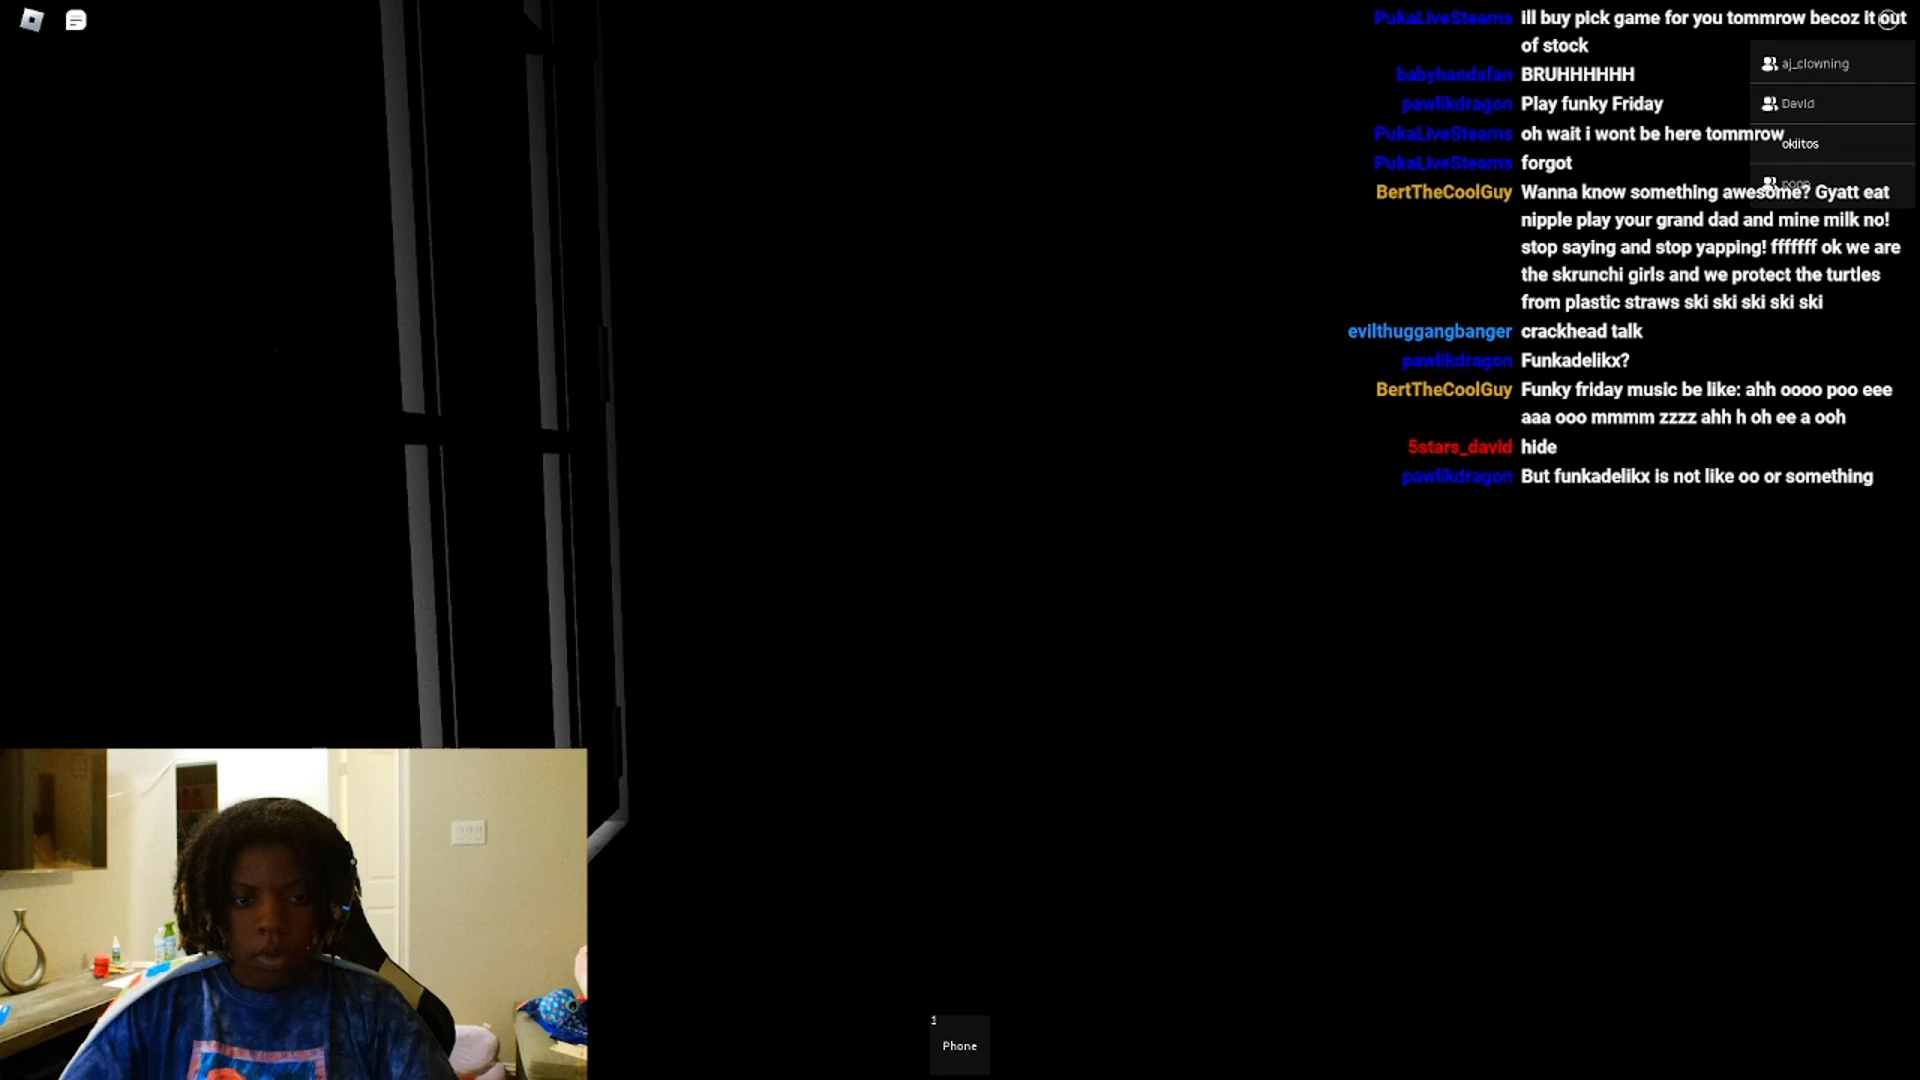 PukaLiveSteams ill buy pick game for you tommrow becoz it out
of stock
babyhandsfan BRUHHHHHH
pawlikdragon Play funky Friday
PukaLiveSteams oh wait i wont be here tommrow
PukaLiveSteams forgot
BertTheCoolGuy Wanna know something awesome? Gyatt eat
nipple play your grand dad and mine milk no!
stop saying and stop yapping! fffffff ok we are
the skrunchi girls and we protect the turtles
from plastic straws ski ski ski ski ski
evilthuggangbanger crackhead talk
pawlikdragon Funkadelikx?
BertTheCoolGuy Funky friday music be like: ahh oooo poo eee
aaa ooo mmmm zzzz ahh h oh ee a ooh
5stars_david hide
pawlikdragon But funkadelikx is not like oo or something
aj_clowning
David
oklitos
1
Phone